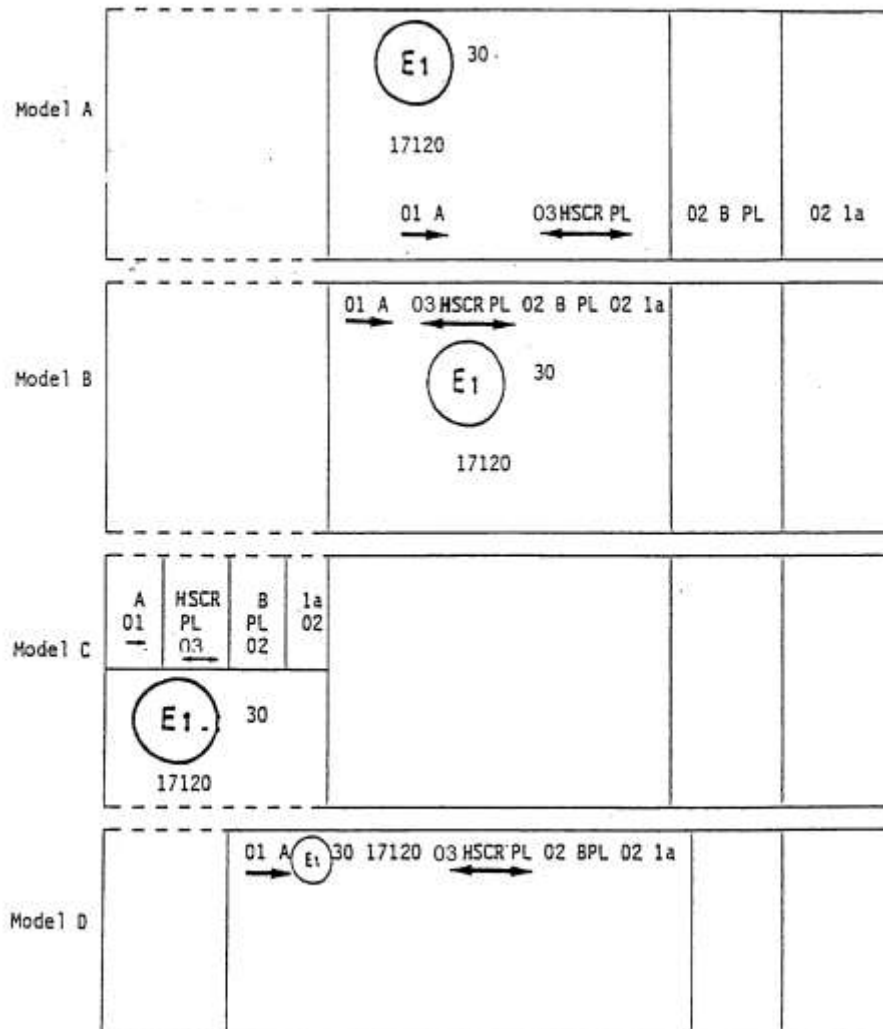 E1 30
Model A
17120
01 A 03 HSCR PL 02 B PL 02 1a
01 A 03 HSCR PL 02 B PL 02 1a
Model B
E1 30
17120
A HSCR B 1a
01 PL PL 02
03 02
Model C
E1 30
17120
01 A E1 30 17120 03 HSCR PL 02 BPL 02 1a
Model D